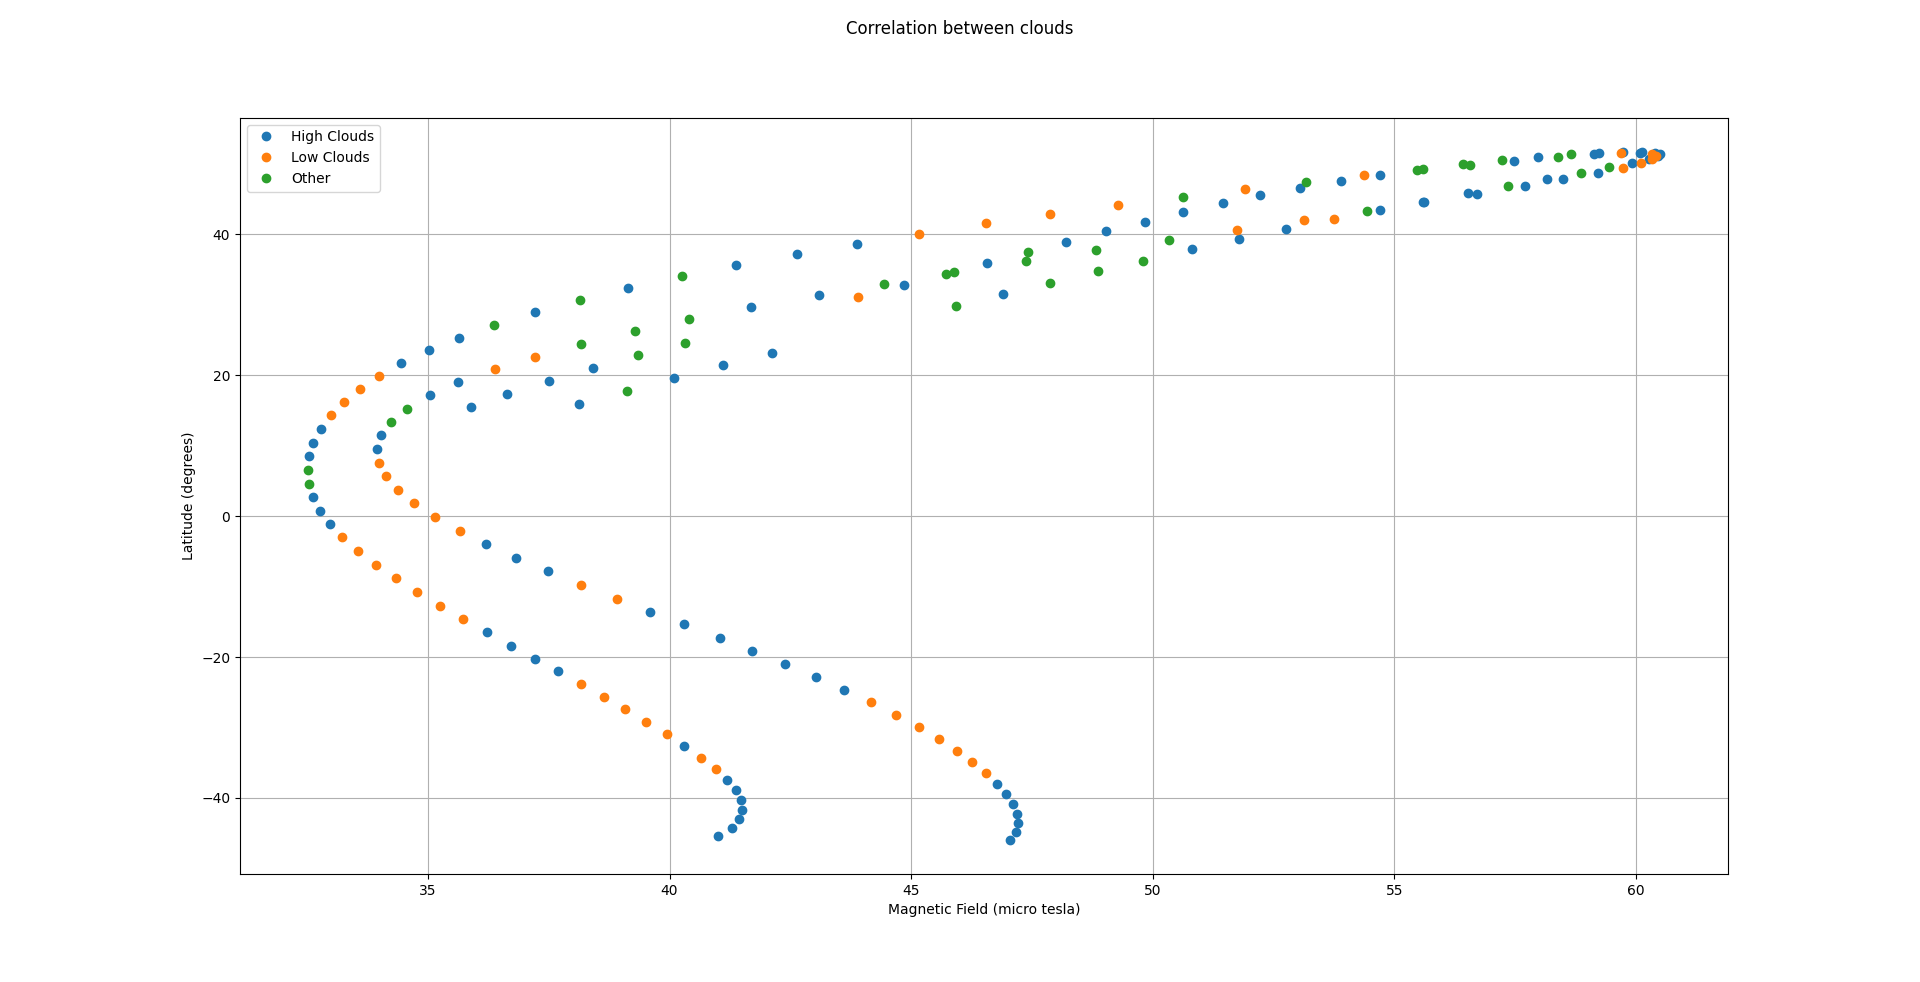 Correlation between clouds
High Clouds
Low Clouds
Other
40
20
0
−20
−40
Latitude (degrees)
35 40 45 50 55 60
Magnetic Field (micro tesla)